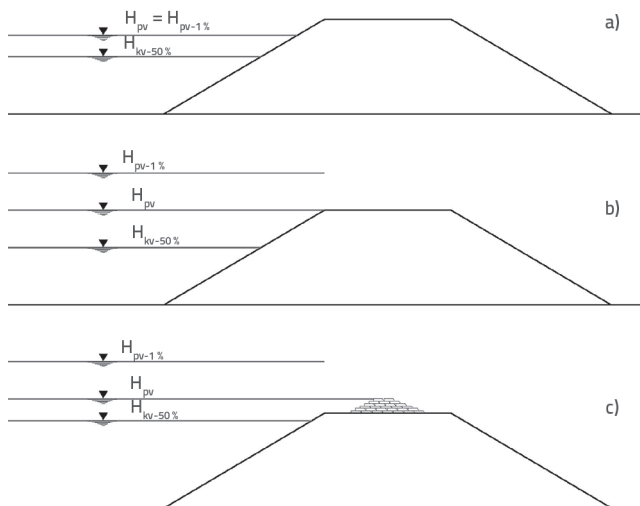 H_pv = H_pv-1%
a)
H_kv-50%
H_pv-1%
H_pv
b)
H_kv-50%
H_pv-1%
H_pv
H_kv-50%
c)